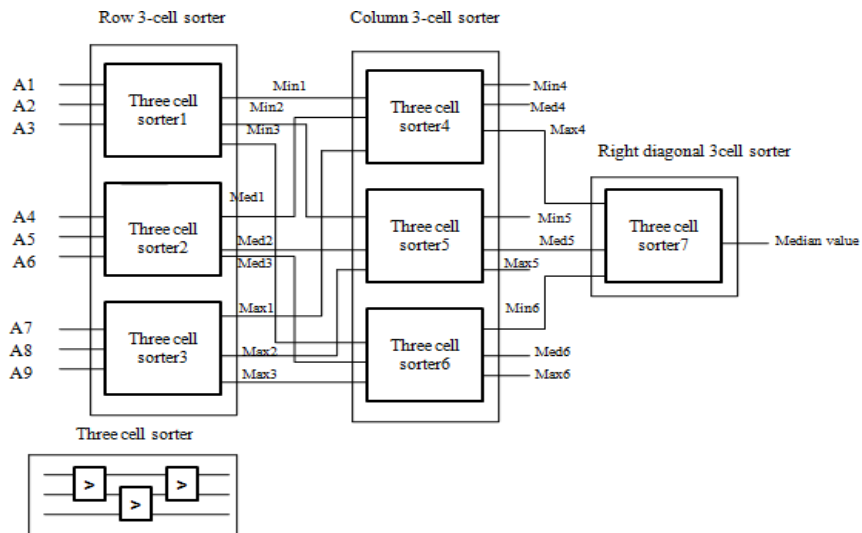 Row 3-cell sorter
Column 3-cell sorter
A1
A2
A3
Three cell
sorter1
Min1
Min2
Min3
Three cell
sorter4
Min4
Med4
Max4
Right diagonal 3cell sorter
A4
A5
A6
Three cell
sorter2
Med1
Med2
Med3
Three cell
sorter5
Min5
Med5
Max5
Three cell
sorter7
Median value
A7
A8
A9
Three cell
sorter3
Max1
Max2
Max3
Three cell
sorter6
Min6
Med6
Max6
Three cell sorter
>
>
>